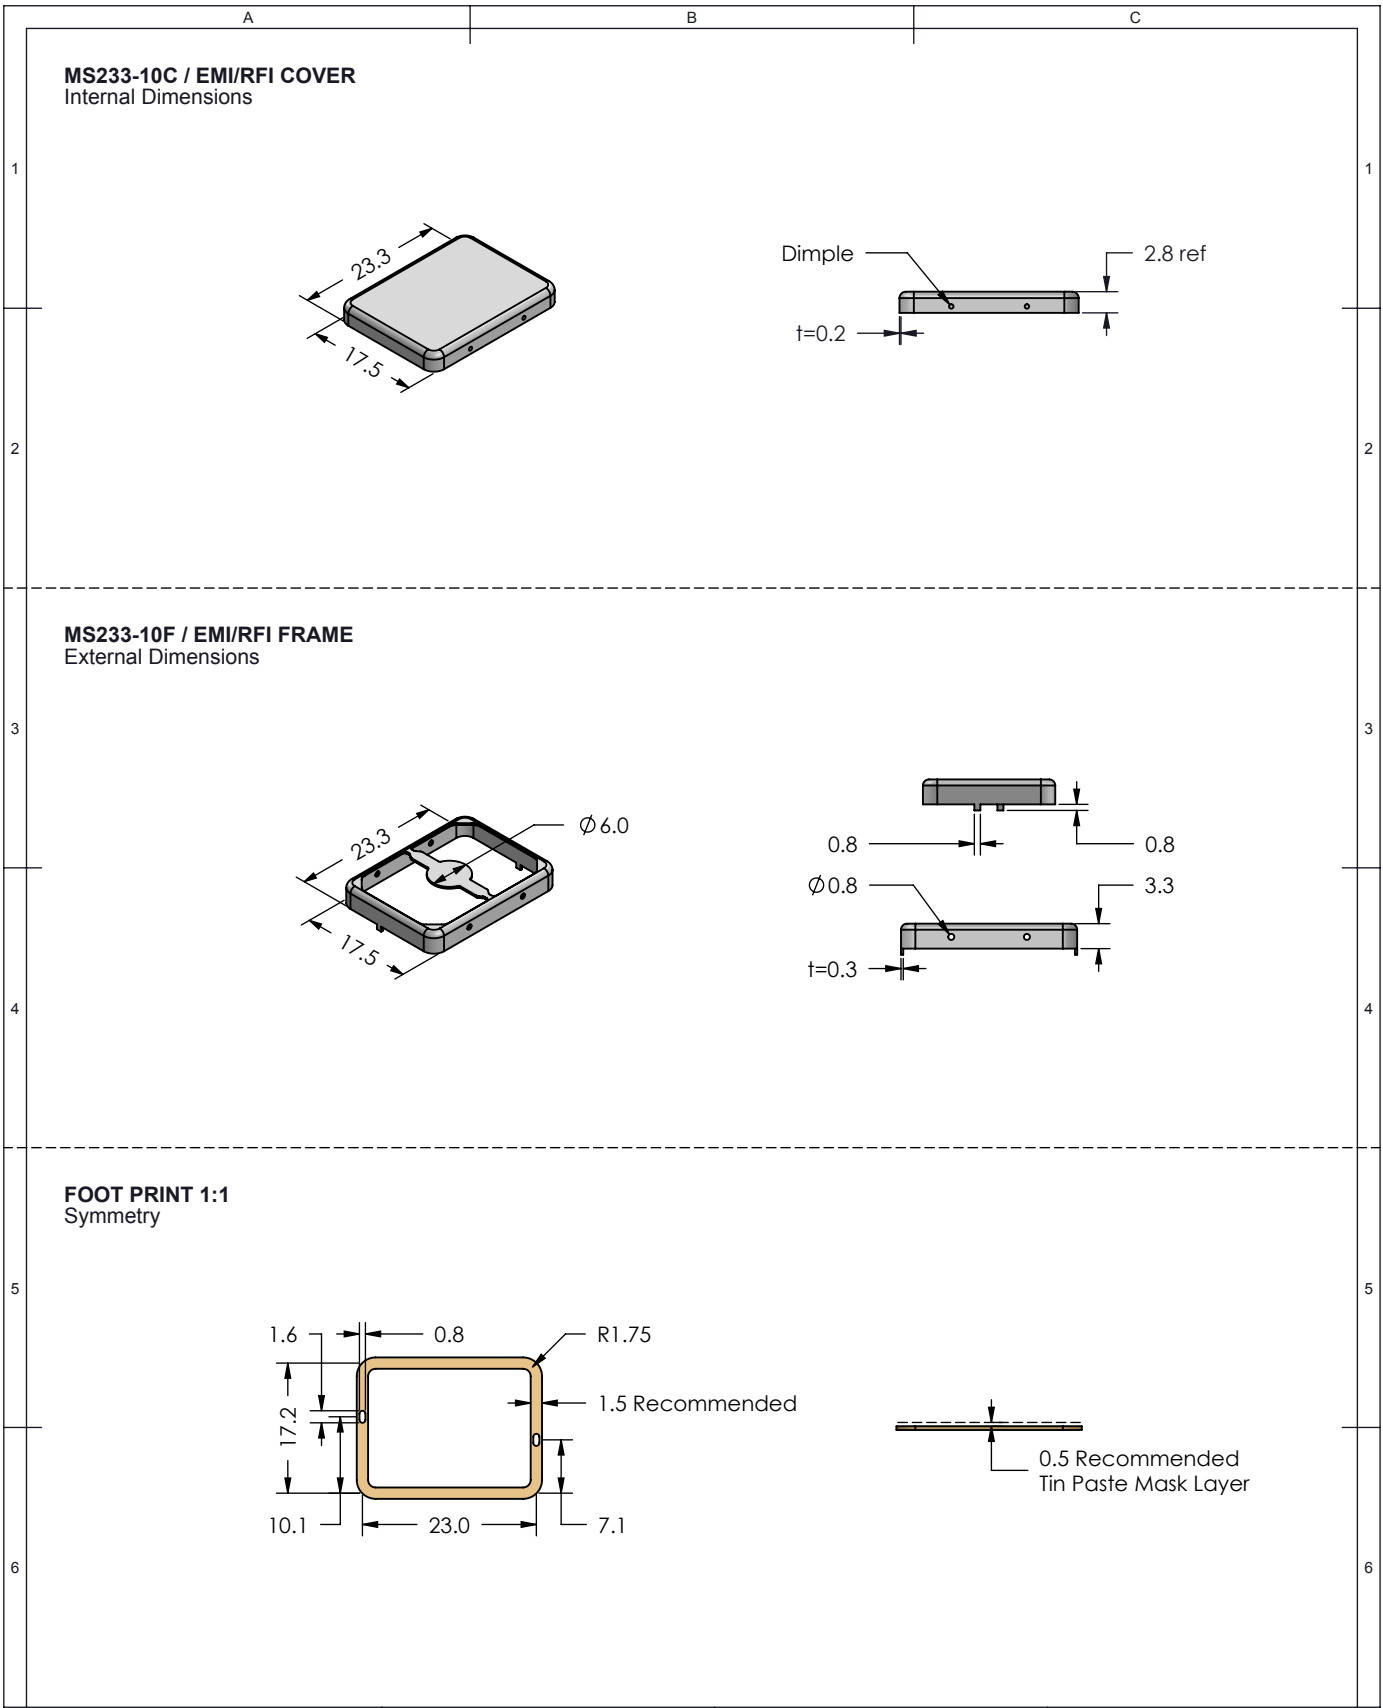 A
B
C
MS233-10C / EMI/RFI COVER
Internal Dimensions
1
1
23.3
17.5
Dimple
2.8 ref
t=0.2
2
2
MS233-10F / EMI/RFI FRAME
External Dimensions
3
3
23.3
17.5
Ø6.0
0.8
0.8
Ø0.8
3.3
t=0.3
4
4
FOOT PRINT 1:1
Symmetry
5
5
1.6
0.8
R1.75
17.2
1.5 Recommended
10.1
23.0
7.1
0.5 Recommended
Tin Paste Mask Layer
6
6